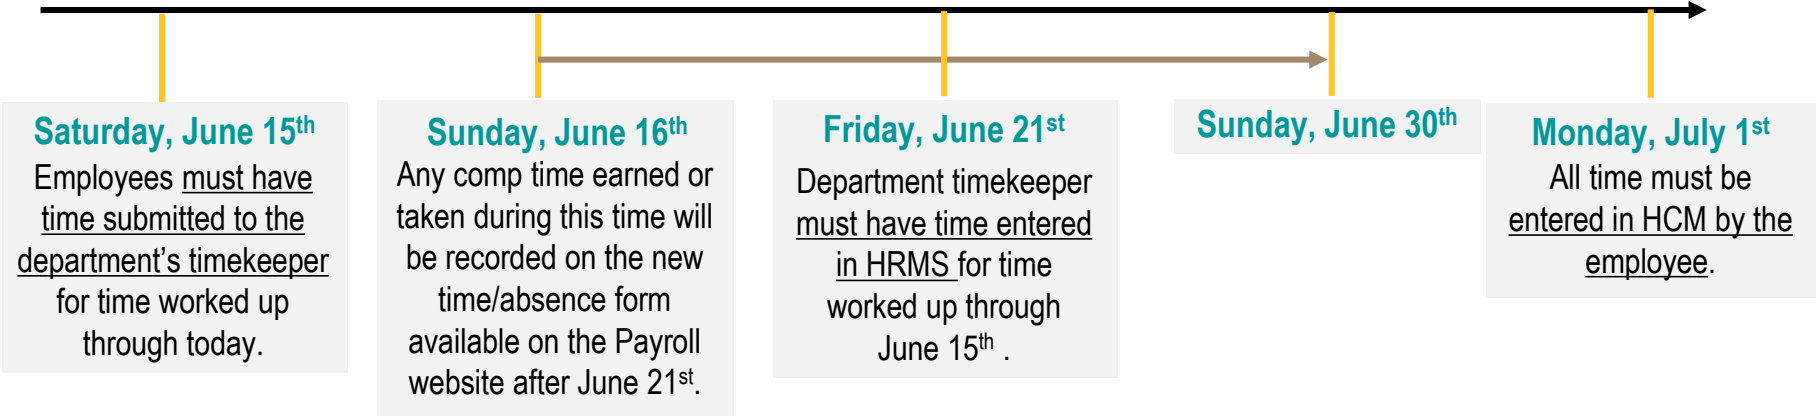 Saturday, June 15th
Employees must have
time submitted to the
department’s timekeeper
for time worked up
through today.
Sunday, June 16th
Any comp time earned or
taken during this time will
be recorded on the new
time/absence form
available on the Payroll
website after June 21st.
Friday, June 21st
Department timekeeper
must have time entered
in HRMS for time
worked up through
June 15th .
Sunday, June 30th
Monday, July 1st
All time must be
entered in HCM by the
employee.